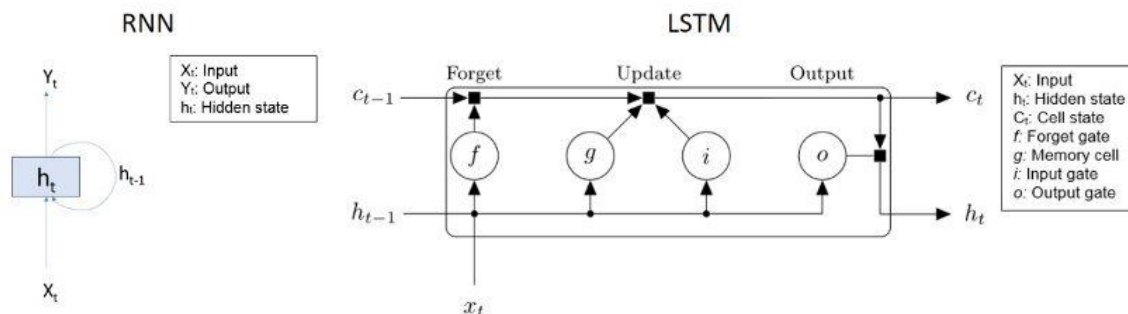 RNN
Yt
Xt: Input
Yt: Output
ht: Hidden state
ht
ht-1
Xt
LSTM
Forget Update Output
ct−1
ct
f g i o
ht−1
ht
xt
Xt: Input
ht: Hidden state
Ct: Cell state
f: Forget gate
g: Memory cell
i: Input gate
o: Output gate